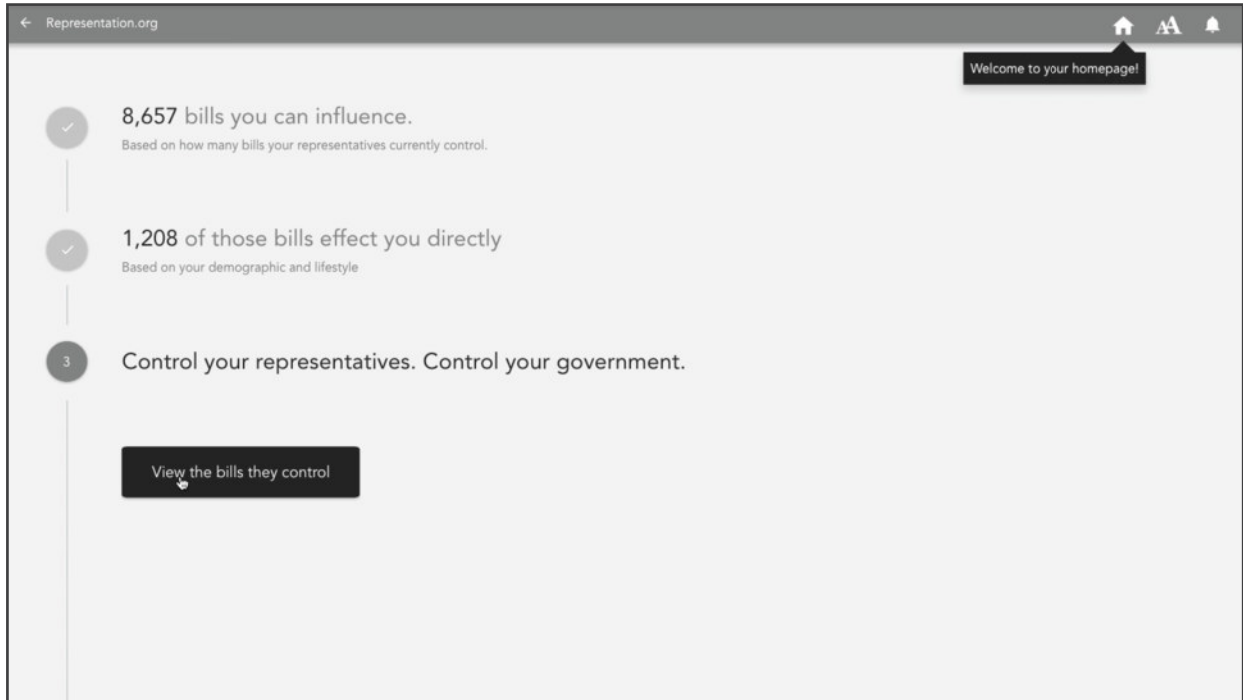 Representation.org
AA
Welcome to your homepage!
8,657 bills you can influence.
Based on how many bills your representatives currently control.
1,208 of those bills effect you directly
Based on your demographic and lifestyle
3
Control your representatives. Control your government.
View the bills they control